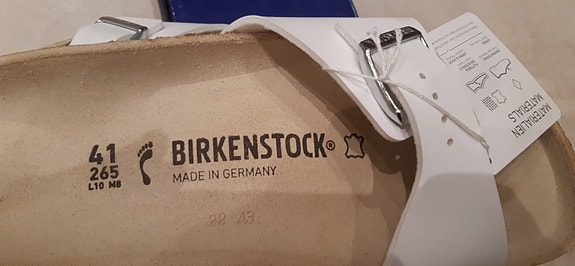 41
265
L10 M8
BIRKENSTOCK®
MADE IN GERMANY
22 A3
MATERIALIEN
MATERIALS